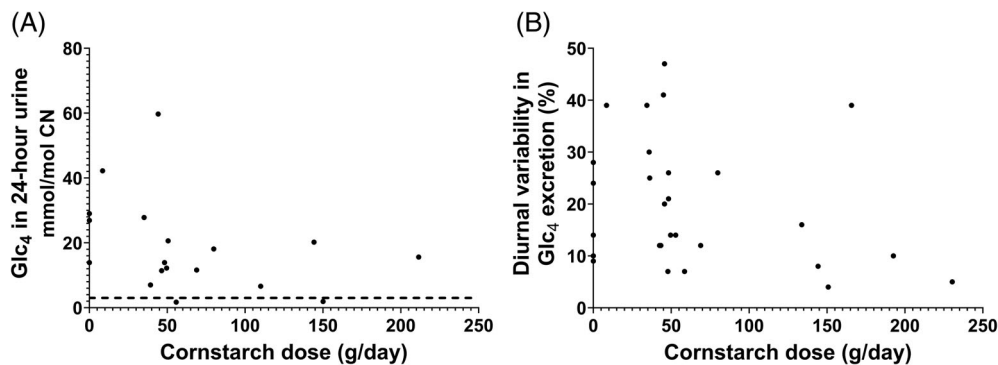 (A)
Glc4 in 24-hour urine
mmol/mol CN
80
60
40
20
0
0 50 100 150 200 250
Cornstarch dose (g/day)
(B)
Diurnal variability in
Glc4 excretion (%)
50
40
30
20
10
0
0 50 100 150 200 250
Cornstarch dose (g/day)